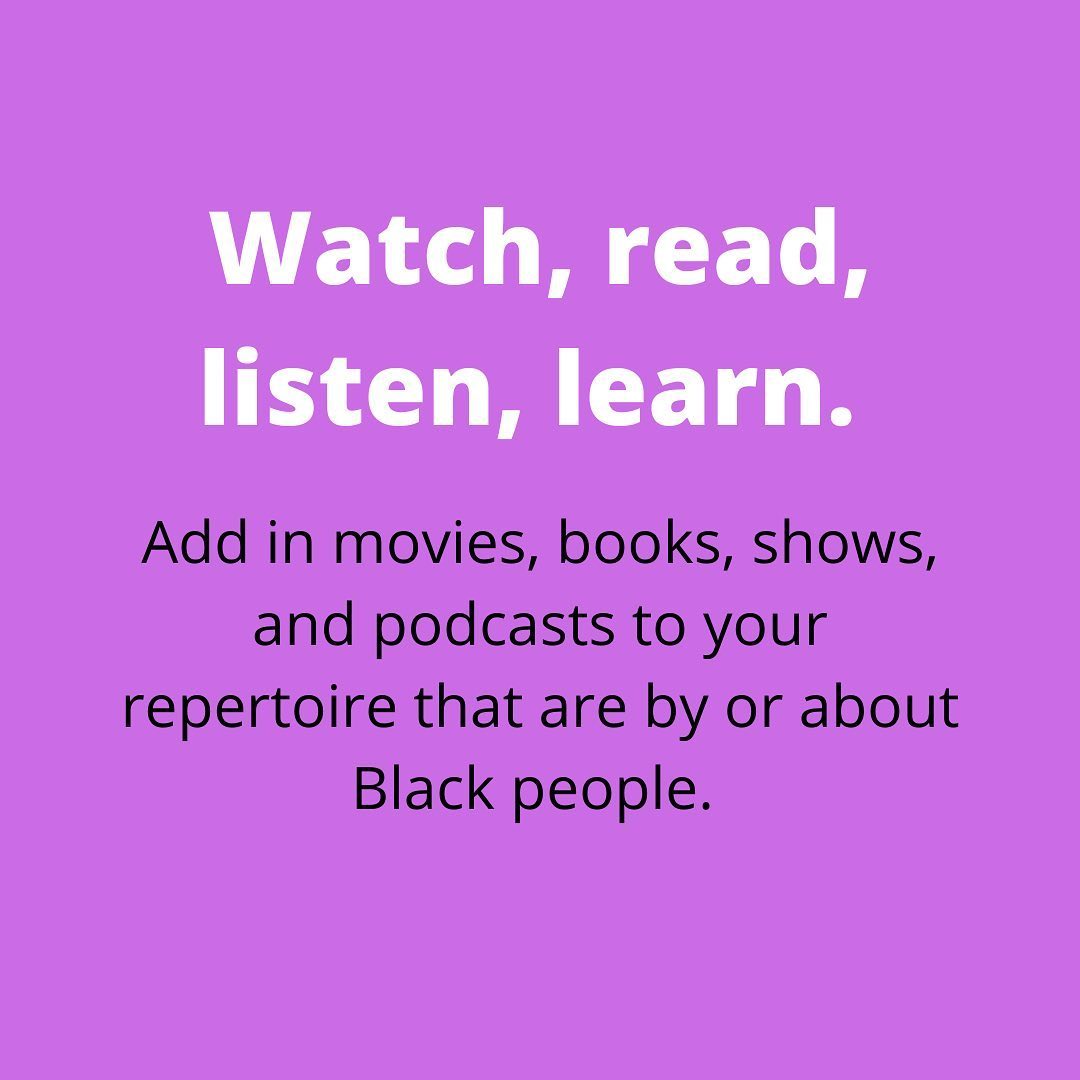 Watch, read,
listen, learn.
Add in movies, books, shows,
and podcasts to your
repertoire that are by or about
Black people.